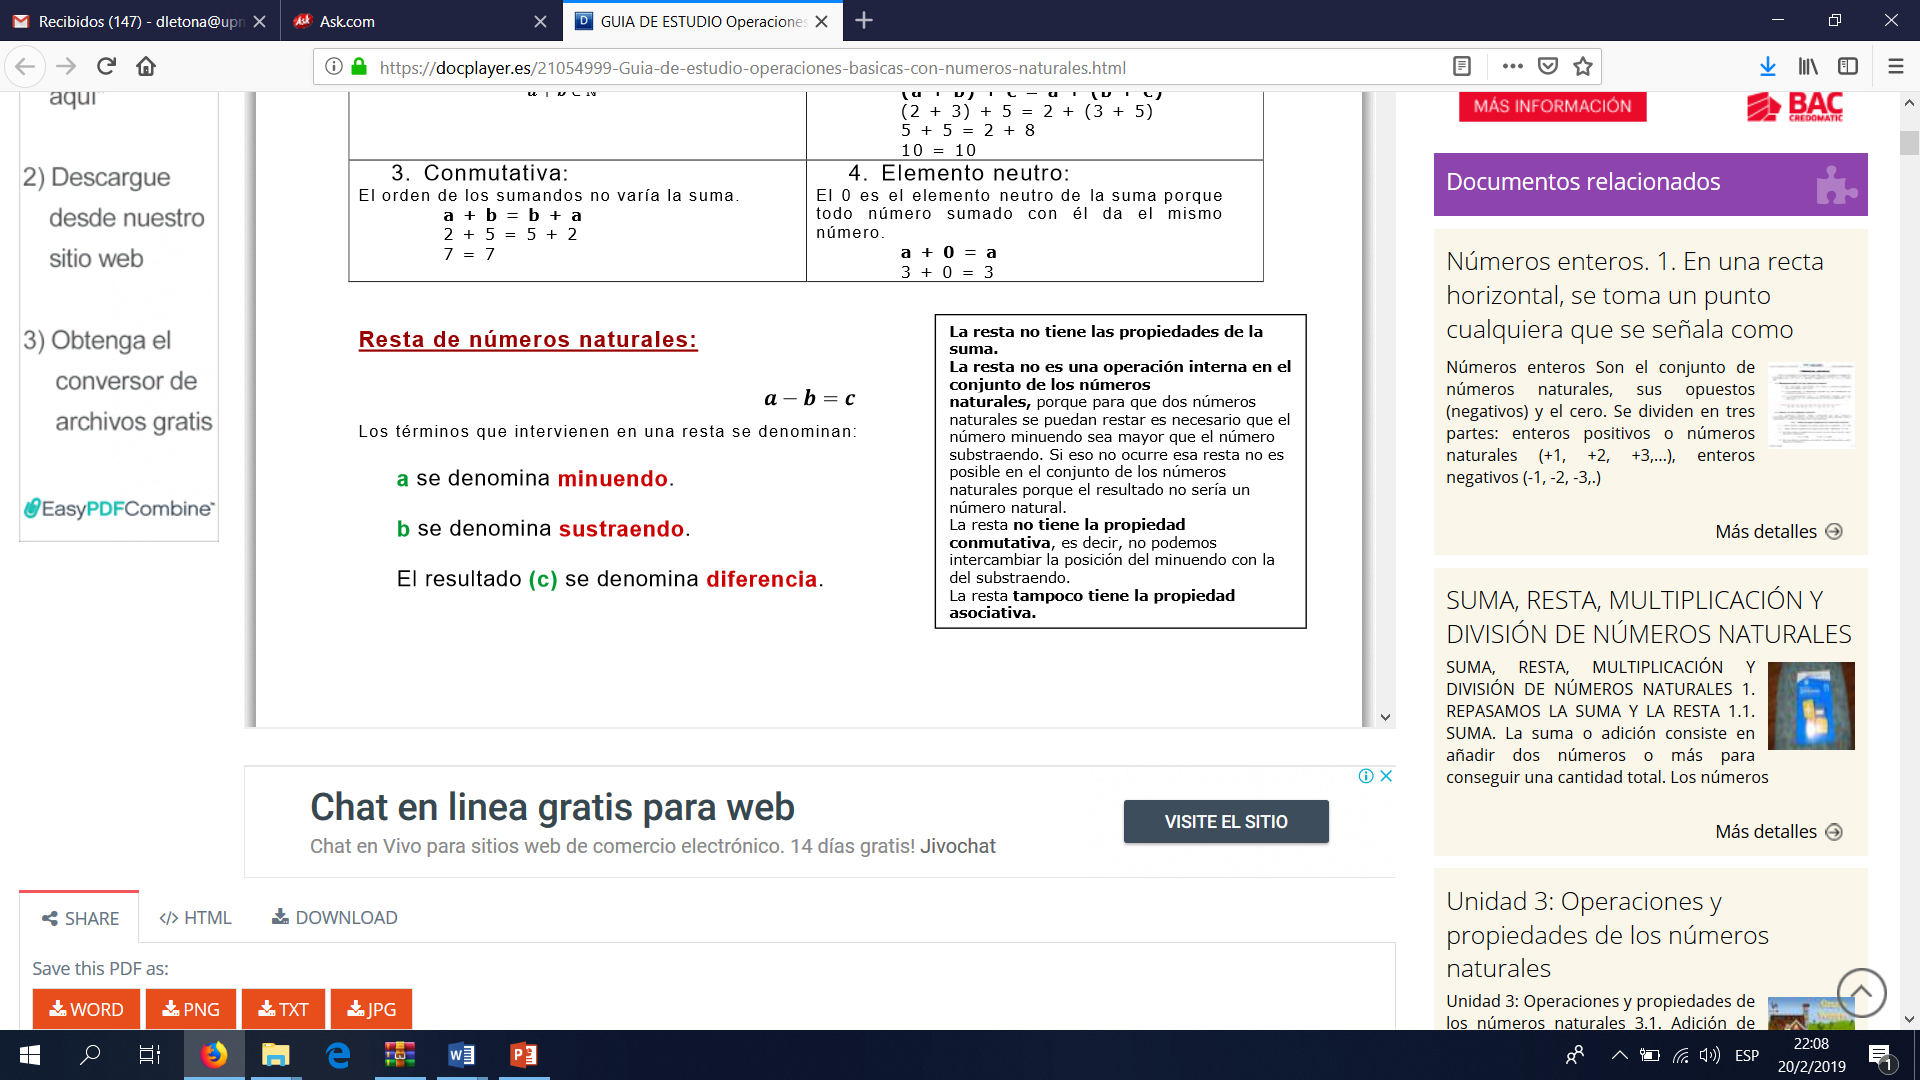 Recibidos (147) - dletona@upn
Ask.com
GUIA DE ESTUDIO Operaciones
https://docplayer.es/21054999-Guia-de-estudio-operaciones-basicas-con-numeros-naturales.html
aquí"
2) Descargue
desde nuestro
sitio web
3) Obtenga el
conversor de
archivos gratis
EasyPDFCombine™
a + b ∈ ℕ
(a + b) + c = a + (b + c)
(2 + 3) + 5 = 2 + (3 + 5)
5 + 5 = 2 + 8
10 = 10
3. Conmutativa:
El orden de los sumandos no varía la suma.
a + b = b + a
2 + 5 = 5 + 2
7 = 7
4. Elemento neutro:
El 0 es el elemento neutro de la suma porque
todo número sumado con él da el mismo
número.
a + 0 = a
3 + 0 = 3
Resta de números naturales:
a − b = c
Los términos que intervienen en una resta se denominan:
a se denomina minuendo.
b se denomina sustraendo.
El resultado (c) se denomina diferencia.
La resta no tiene las propiedades de la
suma.
La resta no es una operación interna en el
conjunto de los números
naturales, porque para que dos números
naturales se puedan restar es necesario que el
número minuendo sea mayor que el número
substraendo. Si eso no ocurre esa resta no es
posible en el conjunto de los números
naturales porque el resultado no sería un
número natural.
La resta no tiene la propiedad
conmutativa, es decir, no podemos
intercambiar la posición del minuendo con la
del substraendo.
La resta tampoco tiene la propiedad
asociativa.
Chat en linea gratis para web
Chat en Vivo para sitios web de comercio electrónico. 14 días gratis! Jivochat
VISITE EL SITIO
SHARE
</> HTML
DOWNLOAD
Save this PDF as:
WORD
PNG
TXT
JPG
MÁS INFORMACIÓN
BAC
CREDOMATIC
Documentos relacionados
Números enteros. 1. En una recta
horizontal, se toma un punto
cualquiera que se señala como
Números enteros Son el conjunto de
números naturales, sus opuestos
(negativos) y el cero. Se dividen en tres
partes: enteros positivos o números
naturales (+1, +2, +3,...), enteros
negativos (-1, -2, -3,.)
Más detalles
SUMA, RESTA, MULTIPLICACIÓN Y
DIVISIÓN DE NÚMEROS NATURALES
SUMA, RESTA, MULTIPLICACIÓN Y
DIVISIÓN DE NÚMEROS NATURALES 1.
REPASAMOS LA SUMA Y LA RESTA 1.1.
SUMA. La suma o adición consiste en
añadir dos números o más para
conseguir una cantidad total. Los números
Más detalles
Unidad 3: Operaciones y
propiedades de los números
naturales
Unidad 3: Operaciones y propiedades de
los números naturales 3.1. Adición de
ESP
22:08
20/2/2019
1